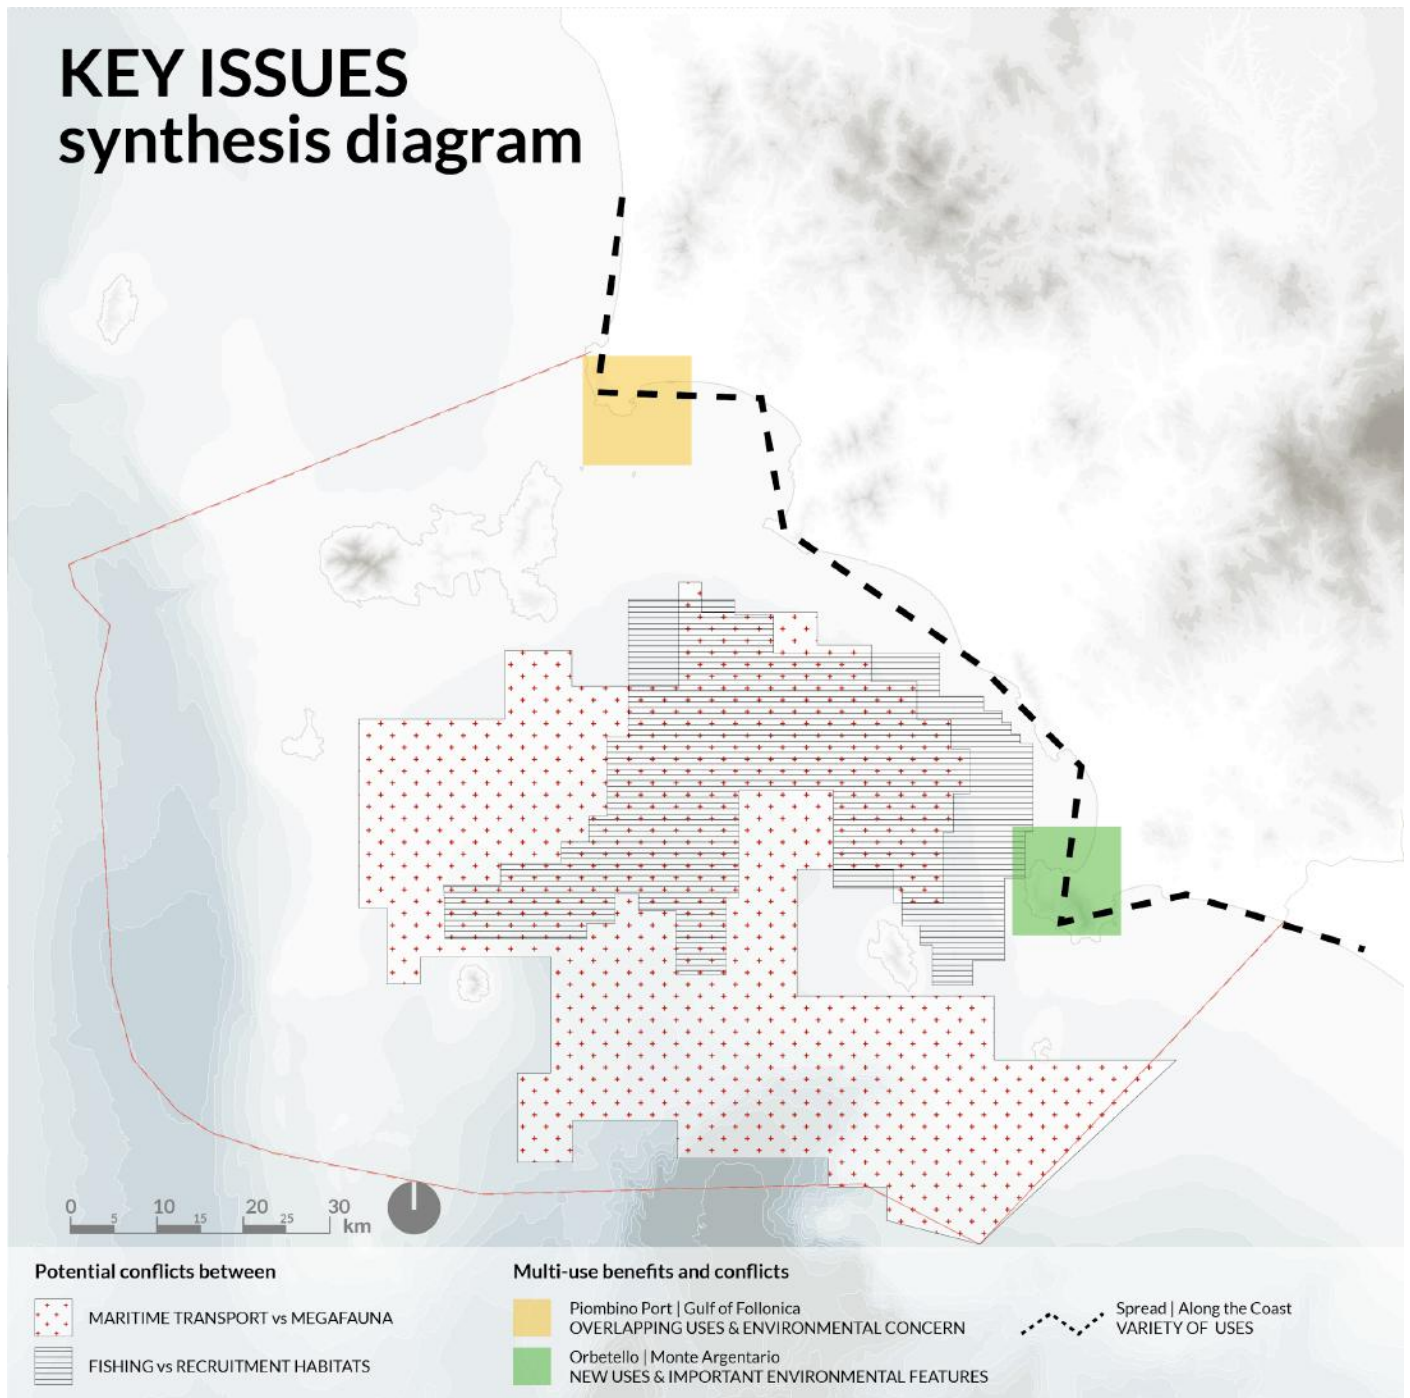 KEY ISSUES
synthesis diagram
0 10 20 30
5 15 25 km
Potential conflicts between
MARITIME TRANSPORT vs MEGAFAUNA
FISHING vs RECRUITMENT HABITATS
Multi-use benefits and conflicts
Piombino Port | Gulf of Follonica
OVERLAPPING USES & ENVIRONMENTAL CONCERN
Orbetello | Monte Argentario
NEW USES & IMPORTANT ENVIRONMENTAL FEATURES
Spread | Along the Coast
VARIETY OF USES